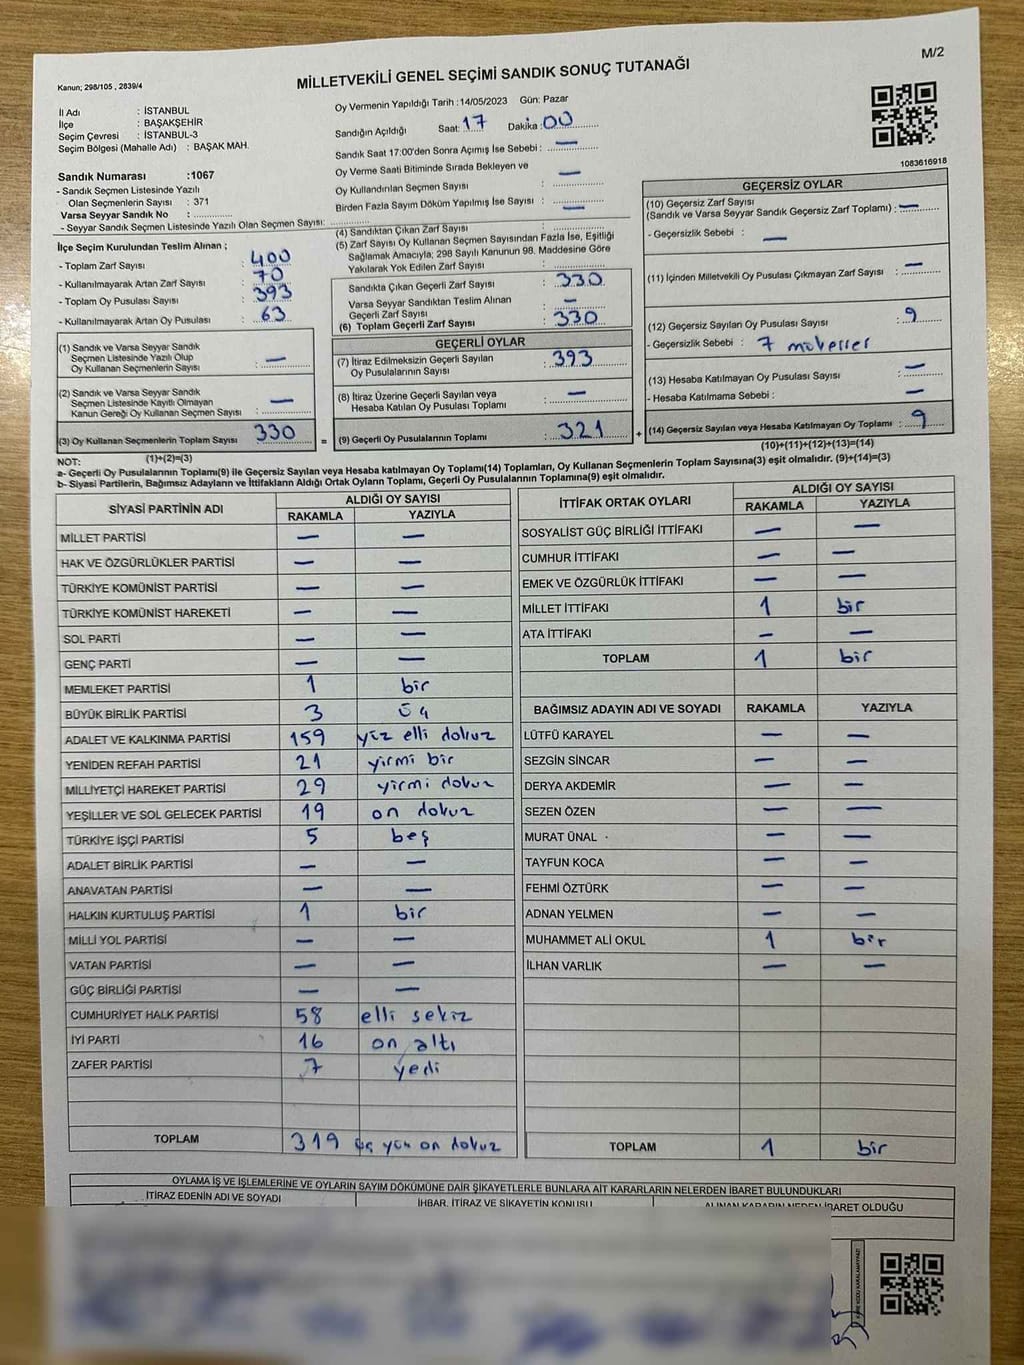 M/2
Kanun; 298/105 , 2839/4
MİLLETVEKİLİ GENEL SEÇİMİ SANDIK SONUÇ TUTANAĞI
İl Adı : İSTANBUL
İlçe : BAŞAKŞEHİR
Seçim Çevresi : İSTANBUL-3
Seçim Bölgesi (Mahalle Adı) : BAŞAK MAH.
Sandık Numarası :1067
- Sandık Seçmen Listesinde Yazılı
Olan Seçmenlerin Sayısı : 371
Varsa Seyyar Sandık No :
- Seyyar Sandık Seçmen Listesinde Yazılı Olan Seçmen Sayısı:
Oy Vermenin Yapıldığı Tarih :14/05/2023 Gün: Pazar
Sandığın Açıldığı Saat: 17 Dakika : 00
Sandık Saat 17:00'den Sonra Açımış İse Sebebi : —
Oy Verme Saati Bitiminde Sırada Bekleyen ve
Oy Kullandırılan Seçmen Sayısı : —
Birden Fazla Sayım Döküm Yapılmış İse Sayısı : —
1083616918
İlçe Seçim Kurulundan Teslim Alınan ;
- Toplam Zarf Sayısı : 400
- Kullanılmayarak Artan Zarf Sayısı : 70
- Toplam Oy Pusulası Sayısı : 393
- Kullanılmayarak Artan Oy Pusulası : 63
(1) Sandık ve Varsa Seyyar Sandık
Seçmen Listesinde Yazılı Olup
Oy Kullanan Seçmenlerin Sayısı : —
(2) Sandık ve Varsa Seyyar Sandık
Seçmen Listesinde Kayıtlı Olmayan
Kanun Gereği Oy Kullanan Seçmen Sayısı : —
(3) Oy Kullanan Seçmenlerin Toplam Sayısı 330
(1)+(2)=(3)
(4) Sandıktan Çıkan Zarf Sayısı :
(5) Zarf Sayısı Oy Kullanan Seçmen Sayısından Fazla İse, Eşitliği
Sağlamak Amacıyla; 298 Sayılı Kanunun 98. Maddesine Göre
Yakılarak Yok Edilen Zarf Sayısı :
Sandıkta Çıkan Geçerli Zarf Sayısı : 330
Varsa Seyyar Sandıktan Teslim Alınan
Geçerli Zarf Sayısı : —
(6) Toplam Geçerli Zarf Sayısı : 330
GEÇERLİ OYLAR
(7) İtiraz Edilmeksizin Geçerli Sayılan
Oy Pusulalarının Sayısı : 393
(8) İtiraz Üzerine Geçerli Sayılan veya
Hesaba Katılan Oy Pusulası Toplamı : —
= (9) Geçerli Oy Pusulalarının Toplamı : 321 +
GEÇERSİZ OYLAR
(10) Geçersiz Zarf Sayısı
(Sandık ve Varsa Seyyar Sandık Geçersiz Zarf Toplamı) : —
- Geçersizlik Sebebi : —
(11) İçinden Milletvekili Oy Pusulası Çıkmayan Zarf Sayısı : —
(12) Geçersiz Sayılan Oy Pusulası Sayısı : 9
- Geçersizlik Sebebi : 7 mükerrer
(13) Hesaba Katılmayan Oy Pusulası Sayısı : —
- Hesaba Katılmama Sebebi : —
(14) Geçersiz Sayılan veya Hesaba Katılmayan Oy Toplamı : 9
(10)+(11)+(12)+(13)=(14)
NOT:
a- Geçerli Oy Pusulalarının Toplamı(9) ile Geçersiz Sayılan veya Hesaba katılmayan Oy Toplamı(14) Toplamları, Oy Kullanan Seçmenlerin Toplam Sayısına(3) eşit olmalıdır. (9)+(14)=(3)
b- Siyasi Partilerin, Bağımsız Adayların ve İttifakların Aldığı Ortak Oyların Toplamı, Geçerli Oy Pusulalarının Toplamına(9) eşit olmalıdır.
SİYASİ PARTİNİN ADI ALDIĞI OY SAYISI
RAKAMLA YAZIYLA
MİLLET PARTİSİ — —
HAK VE ÖZGÜRLÜKLER PARTİSİ — —
TÜRKİYE KOMÜNİST PARTİSİ — —
TÜRKİYE KOMÜNİST HAREKETİ — —
SOL PARTİ — —
GENÇ PARTİ — —
MEMLEKET PARTİSİ 1 bir
BÜYÜK BİRLİK PARTİSİ 3 üç
ADALET VE KALKINMA PARTİSİ 159 yüz elli dokuz
YENİDEN REFAH PARTİSİ 21 yirmi bir
MİLLİYETÇİ HAREKET PARTİSİ 29 yirmi dokuz
YEŞİLLER VE SOL GELECEK PARTİSİ 19 on dokuz
TÜRKİYE İŞÇİ PARTİSİ 5 beş
ADALET BİRLİK PARTİSİ — —
ANAVATAN PARTİSİ — —
HALKIN KURTULUŞ PARTİSİ 1 bir
MİLLİ YOL PARTİSİ — —
VATAN PARTİSİ — —
GÜÇ BİRLİĞİ PARTİSİ — —
CUMHURİYET HALK PARTİSİ 58 elli sekiz
İYİ PARTİ 16 on altı
ZAFER PARTİSİ 7 yedi
TOPLAM 319 üç yüz on dokuz
İTTİFAK ORTAK OYLARI ALDIĞI OY SAYISI
RAKAMLA YAZIYLA
SOSYALİST GÜÇ BİRLİĞİ İTTİFAKI — —
CUMHUR İTTİFAKI — —
EMEK VE ÖZGÜRLÜK İTTİFAKI — —
MİLLET İTTİFAKI 1 bir
ATA İTTİFAKI — —
TOPLAM 1 bir
BAĞIMSIZ ADAYIN ADI VE SOYADI RAKAMLA YAZIYLA
LÜTFÜ KARAYEL — —
SEZGİN SİNCAR — —
DERYA AKDEMİR — —
SEZEN ÖZEN — —
MURAT ÜNAL — —
TAYFUN KOCA — —
FEHMİ ÖZTÜRK — —
ADNAN YELMEN — —
MUHAMMET ALİ OKUL 1 bir
İLHAN VARLIK — —
TOPLAM 1 bir
OYLAMA İŞ VE İŞLEMLERİNE VE OYLARIN SAYIM DÖKÜMÜNE DAİR ŞİKAYETLERLE BUNLARA AİT KARARLARIN NELERDEN İBARET BULUNDUKLARI
İTİRAZ EDENİN ADI VE SOYADI İHBAR, İTİRAZ VE ŞİKAYETİN KONUSU ALINAN KARARIN NEDEN İBARET OLDUĞU